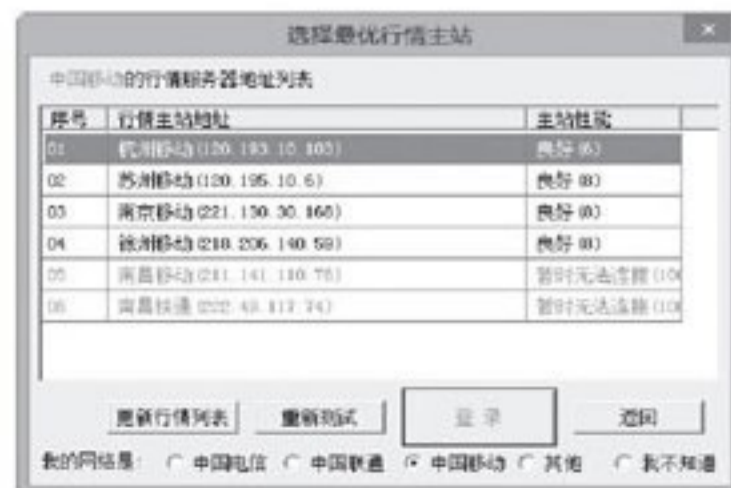 选择最优行情主站
中国移动的行情服务器地址列表
序号 行情主站地址 主站性能
01 杭州移动(120.193.10.103) 良好(6)
02 苏州移动(120.195.10.6) 良好(8)
03 南京移动(221.130.30.166) 良好(8)
04 徐州移动(218.206.140.59) 良好(8)
05 南昌移动 暂时无法连接(100
06 南昌铁通 暂时无法连接(100
更新行情列表 重新测试 登录 返回
我的网络是: 中国电信 中国联通 中国移动 其他 我不知道